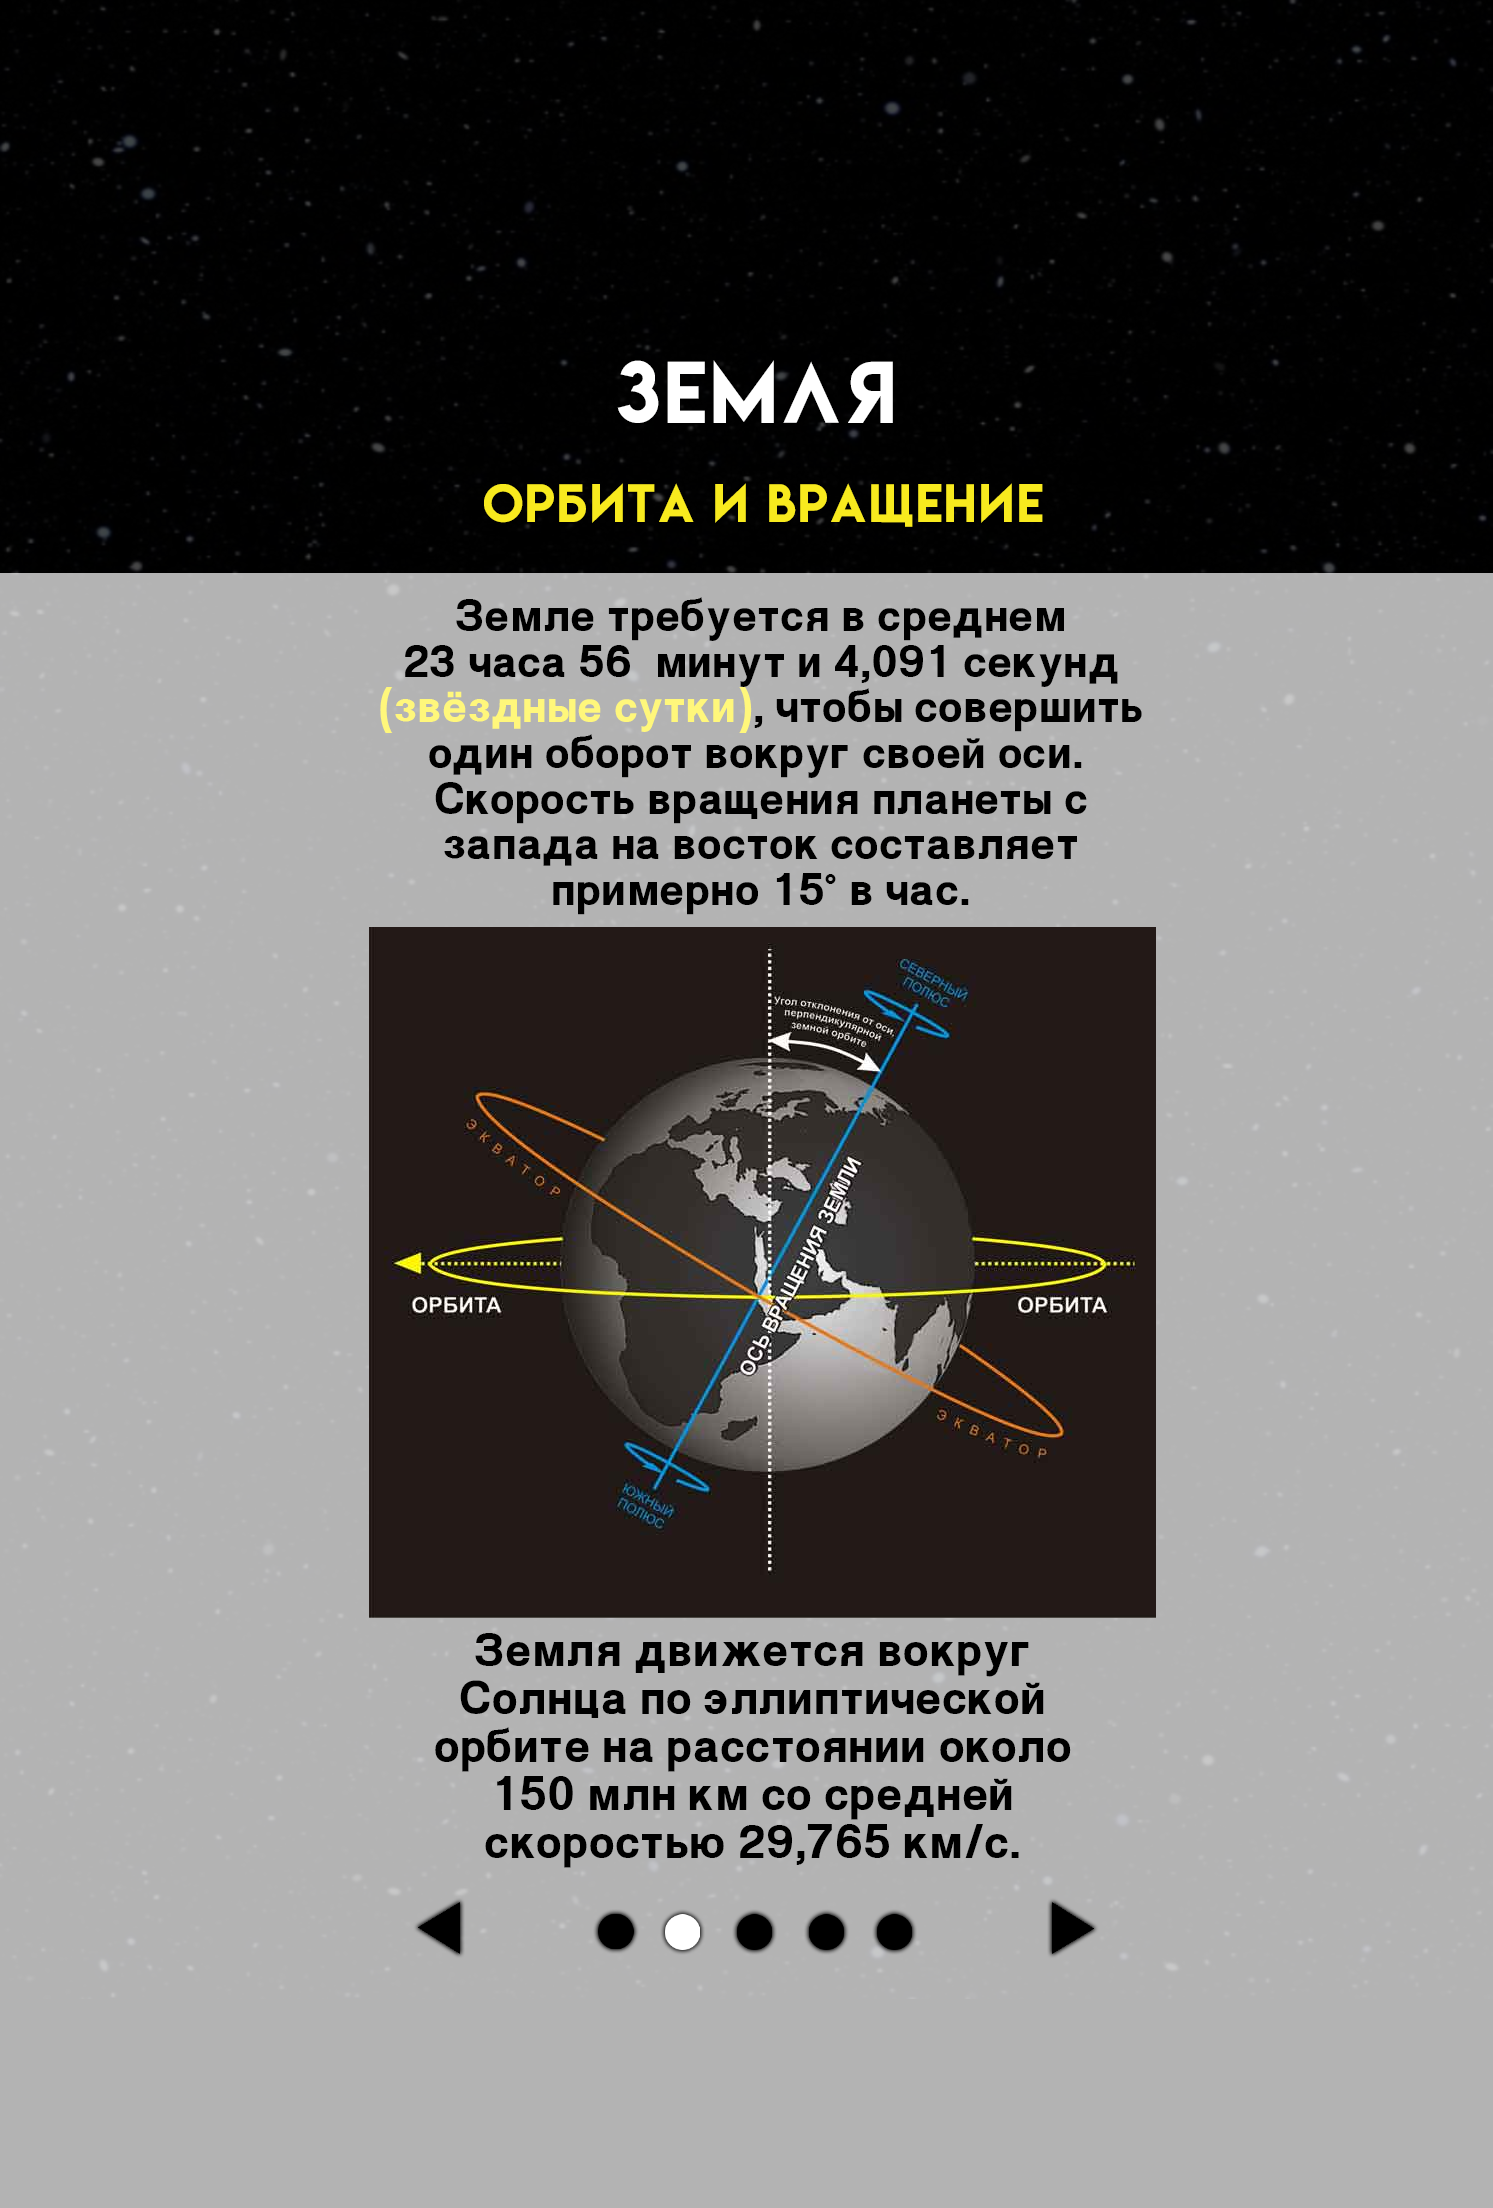 ЗЕМЛЯ
ОРБИТА И ВРАЩЕНИЕ
Земле требуется в среднем
23 часа 56 минут и 4,091 секунд
(звёздные сутки), чтобы совершить
один оборот вокруг своей оси.
Скорость вращения планеты с
запада на восток составляет
примерно 15° в час.
СЕВЕРНЫЙ
ПОЛЮС
Угол отклонения от оси,
перпендикулярной
земной орбите
ЭКВАТОР
ОСЬ ВРАЩЕНИЯ ЗЕМЛИ
ОРБИТА
ОРБИТА
ЭКВАТОР
ЮЖНЫЙ
ПОЛЮС
Земля движется вокруг
Солнца по эллиптической
орбите на расстоянии около
150 млн км со средней
скоростью 29,765 км/с.